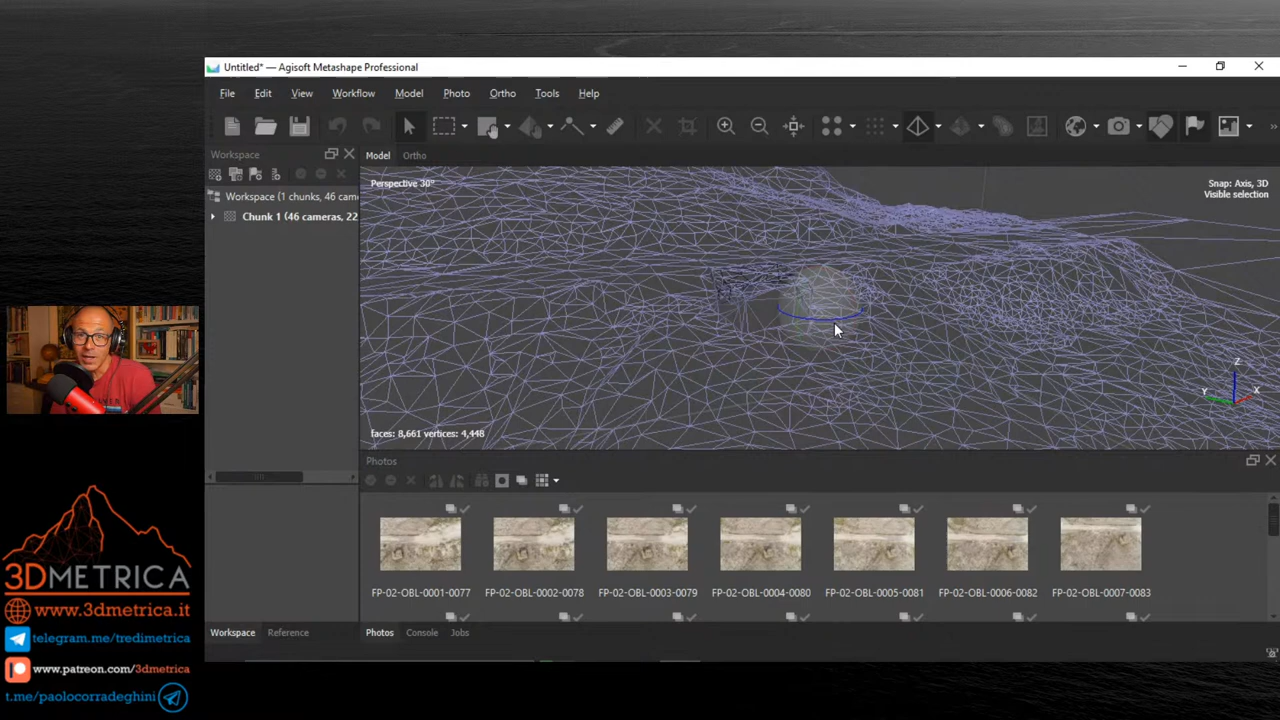 Untitled* — Agisoft Metashape Professional
File Edit View Workflow Model Photo Ortho Tools Help
Workspace
Model Ortho
Workspace (1 chunks, 46 cam
Chunk 1 (46 cameras, 22
Perspective 30°
Snap: Axis, 3D
Visible selection
Z
Y X
faces: 8,661 vertices: 4,448
Photos
FP-02-OBL-0001-0077 FP-02-OBL-0002-0078 FP-02-OBL-0003-0079 FP-02-OBL-0004-0080 FP-02-OBL-0005-0081 FP-02-OBL-0006-0082 FP-02-OBL-0007-0083
Workspace Reference
Photos Console Jobs
3DMETRICA
www.3dmetrica.it
telegram.me/tredimetrica
www.patreon.com/3dmetrica
t.me/paolocorradeghini